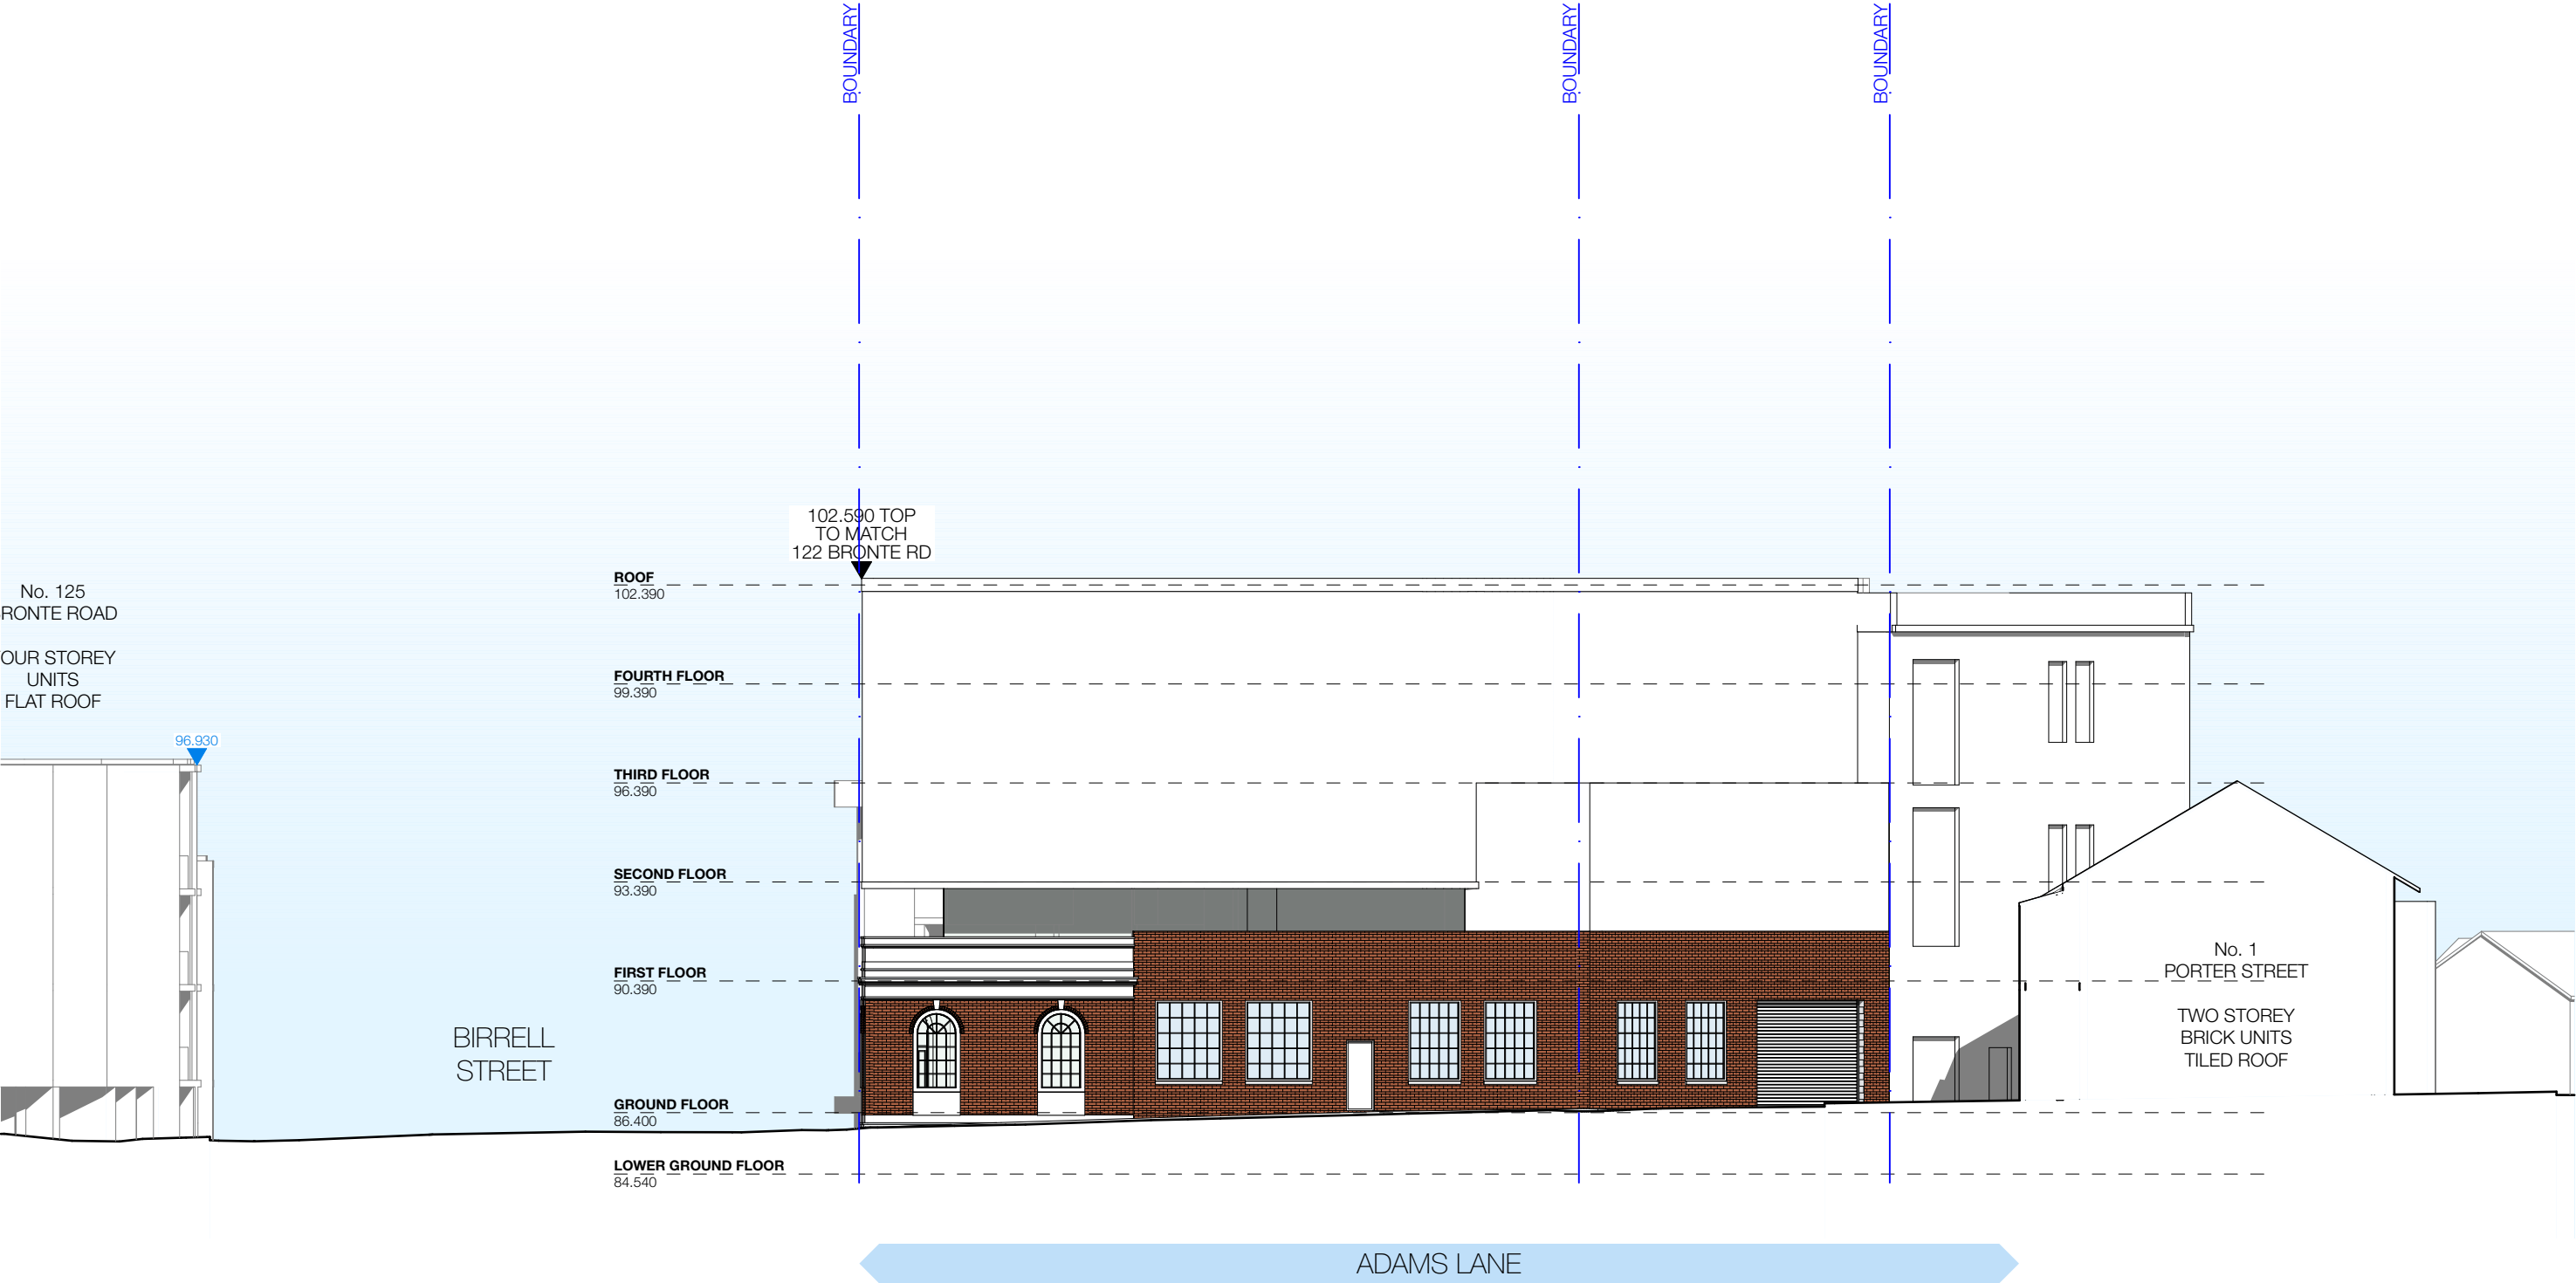 BOUNDARY
BOUNDARY
BOUNDARY
102.590 TOP
TO MATCH
122 BRONTE RD
No. 125
RONTE ROAD
OUR STOREY
UNITS
FLAT ROOF
96.930
ROOF
102.390
FOURTH FLOOR
99.390
THIRD FLOOR
96.390
SECOND FLOOR
93.390
FIRST FLOOR
90.390
GROUND FLOOR
86.400
LOWER GROUND FLOOR
84.540
BIRRELL
STREET
No. 1
PORTER STREET
TWO STOREY
BRICK UNITS
TILED ROOF
ADAMS LANE